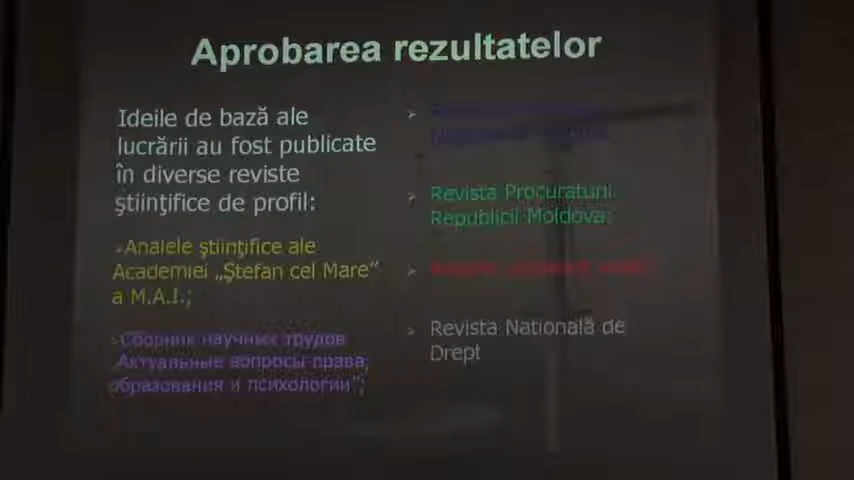 Aprobarea rezultatelor
Ideile de bază ale
lucrării au fost publicate
în diverse reviste
ştiinţifice de profil:
Analele ştiinţifice ale
Academiei „Ştefan cel Mare”
a M.A.I.;
Сборник научных трудов
„Актуальные вопросы права,
образования и психологии”;
Revista Procuraturii
Republicii Moldova;
Revista Natională de
Drept